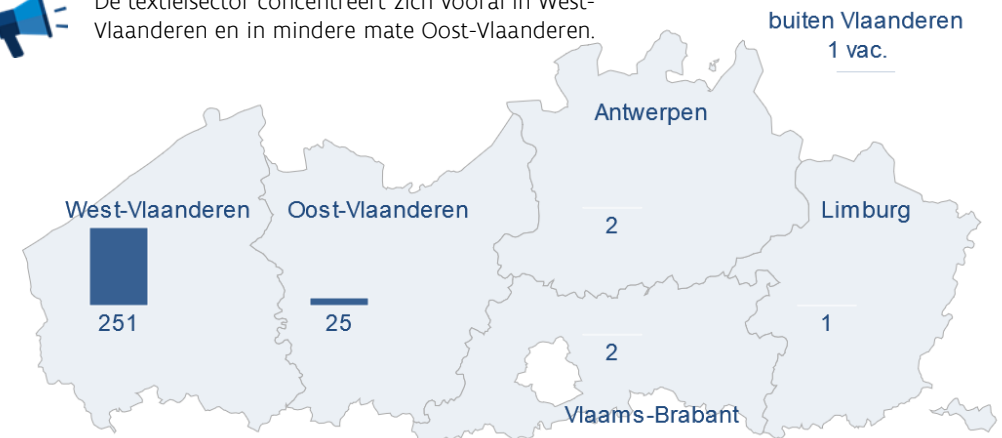 De textielsector concentreert zich vooral in West-
Vlaanderen en in mindere mate Oost-Vlaanderen.
buiten Vlaanderen
1 vac.
Antwerpen
2
West-Vlaanderen
251
Oost-Vlaanderen
25
Limburg
1
2
Vlaams-Brabant